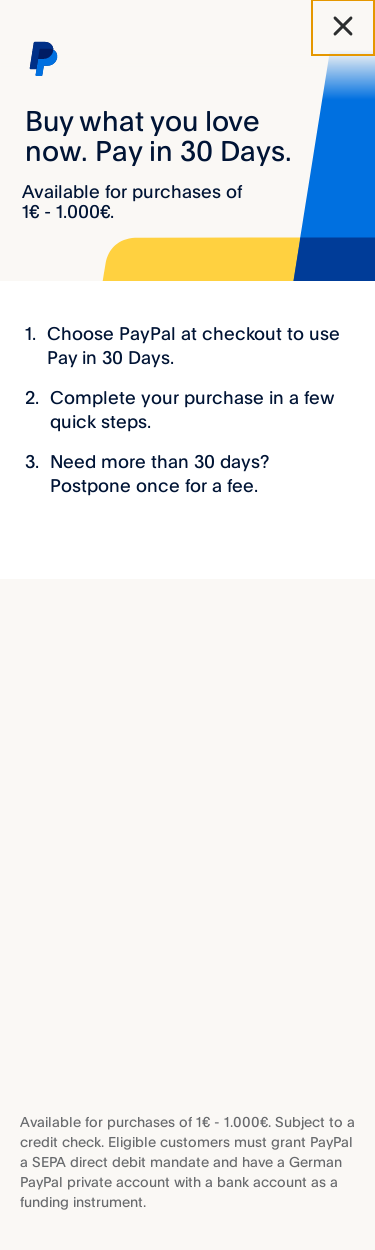 Buy what you love
now. Pay in 30 Days.
Available for purchases of
1€ - 1.000€.
1. Choose PayPal at checkout to use
Pay in 30 Days.
2. Complete your purchase in a few
quick steps.
3. Need more than 30 days?
Postpone once for a fee.
Available for purchases of 1€ - 1.000€. Subject to a
credit check. Eligible customers must grant PayPal
a SEPA direct debit mandate and have a German
PayPal private account with a bank account as a
funding instrument.